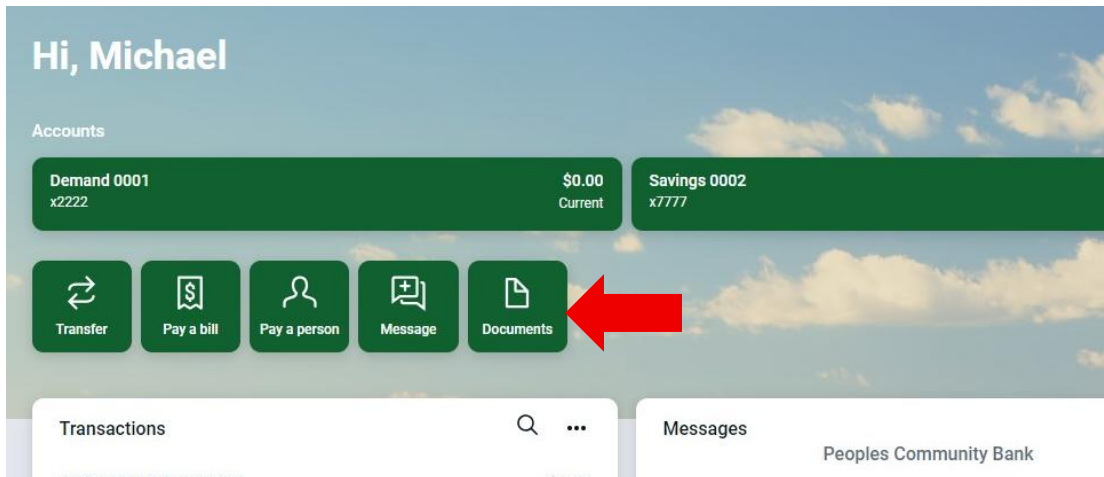 Hi, Michael
Accounts
Demand 0001
$0.00
x2222
Current
Savings 0002
x7777
Transfer
Pay a bill
Pay a person
Message
Documents
Transactions
Messages
Peoples Community Bank